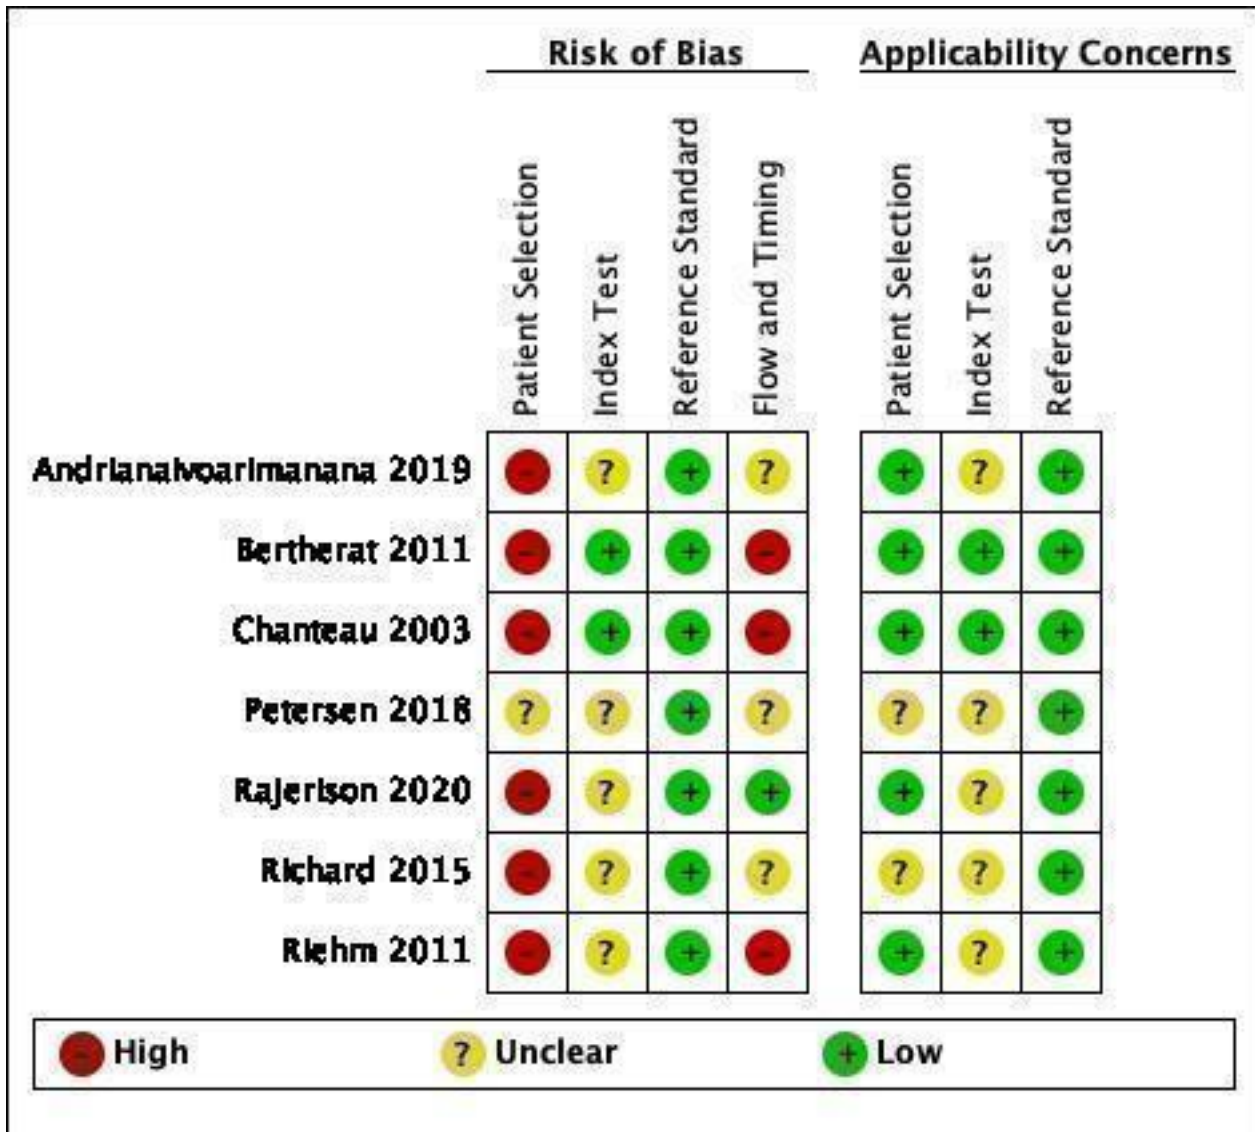 Risk of Bias
Applicability Concerns
Patient Selection
Index Test
Reference Standard
Flow and Timing
Patient Selection
Index Test
Reference Standard
Andrianaivoarimanana 2019 - ? + ? + ? +
Bertherat 2011 - + + - + + +
Chanteau 2003 - + + - + + +
Petersen 2018 ? ? + ? ? ? +
Rajerison 2020 - ? + + + ? +
Richard 2015 - ? + ? ? ? +
Riehm 2011 - ? + - + ? +
- High ? Unclear + Low